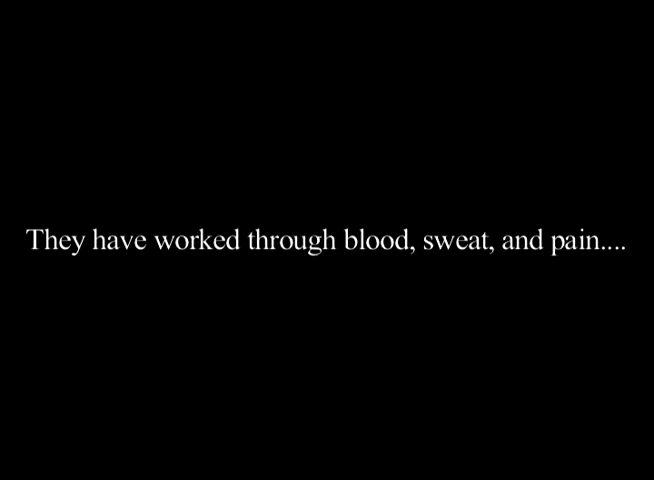 They have worked through blood, sweat, and pain....